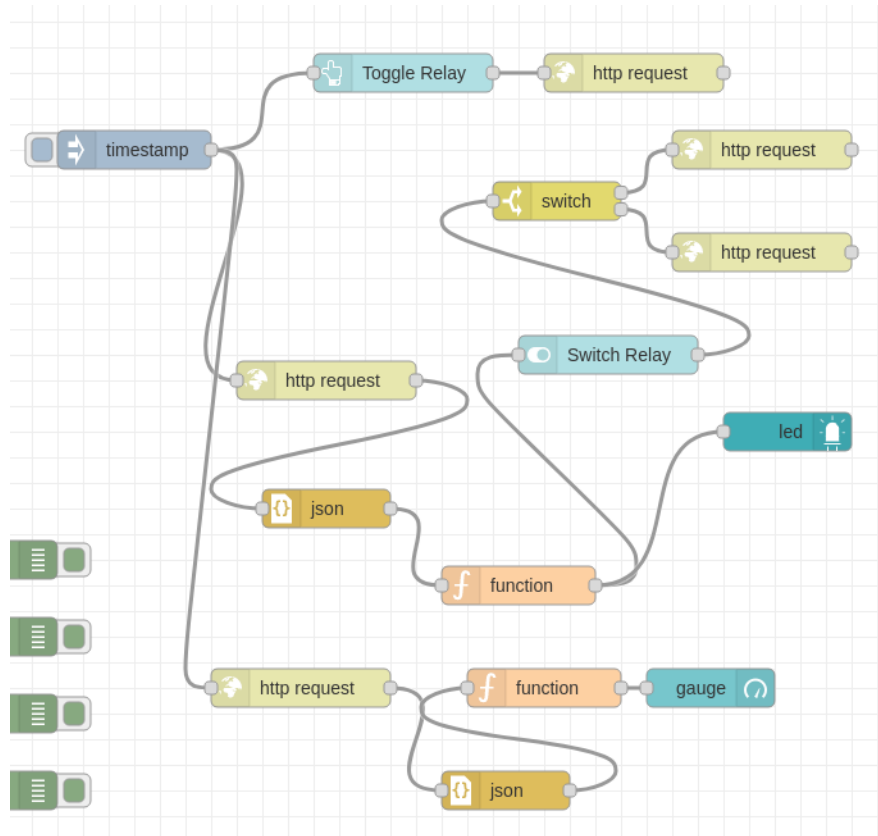 Toggle Relay
http request
timestamp
http request
switch
http request
Switch Relay
http request
led
json
function
http request
function
gauge
json